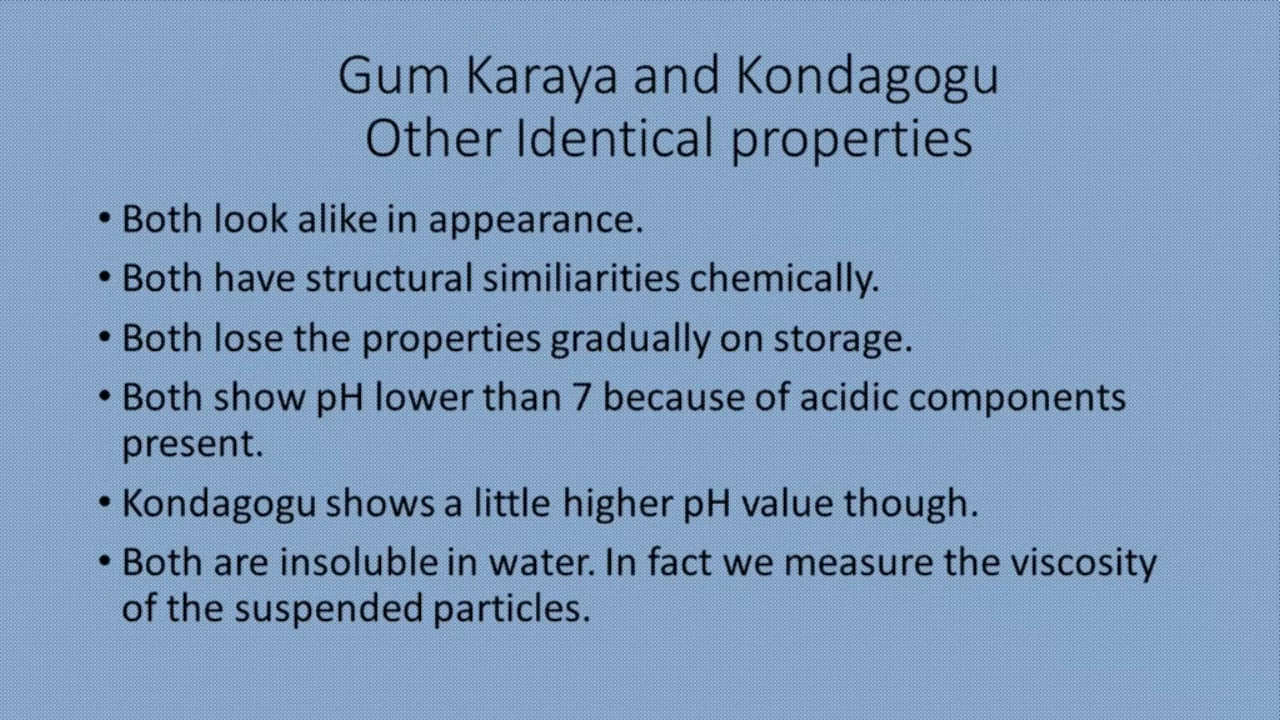 Gum Karaya and Kondagogu
Other Identical properties
• Both look alike in appearance.
• Both have structural similiarities chemically.
• Both lose the properties gradually on storage.
• Both show pH lower than 7 because of acidic components
present.
• Kondagogu shows a little higher pH value though.
• Both are insoluble in water. In fact we measure the viscosity
of the suspended particles.